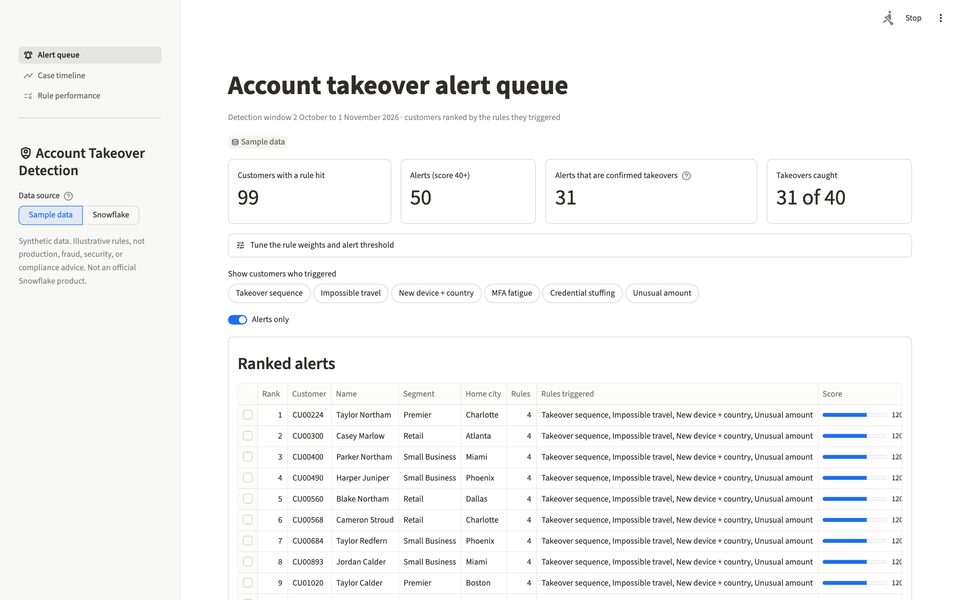 Stop
Alert queue
Case timeline
Rule performance
Account Takeover
Detection
Data source
Sample data Snowflake
Synthetic data. Illustrative rules, not
production, fraud, security, or
compliance advice. Not an official
Snowflake product.
Account takeover alert queue
Detection window 2 October to 1 November 2026 · customers ranked by the rules they triggered
Sample data
Customers with a rule hit
99
Alerts (score 40+)
50
Alerts that are confirmed takeovers
31
Takeovers caught
31 of 40
Tune the rule weights and alert threshold
Show customers who triggered
Takeover sequence Impossible travel New device + country MFA fatigue Credential stuffing Unusual amount
Alerts only
Ranked alerts
Rank Customer Name Segment Home city Rules Rules triggered Score
1 CU00224 Taylor Northam Premier Charlotte 4 Takeover sequence, Impossible travel, New device + country, Unusual amount 120
2 CU00300 Casey Marlow Retail Atlanta 4 Takeover sequence, Impossible travel, New device + country, Unusual amount 120
3 CU00400 Parker Northam Small Business Miami 4 Takeover sequence, Impossible travel, New device + country, Unusual amount 120
4 CU00490 Harper Juniper Small Business Phoenix 4 Takeover sequence, Impossible travel, New device + country, Unusual amount 120
5 CU00560 Blake Northam Retail Dallas 4 Takeover sequence, Impossible travel, New device + country, Unusual amount 120
6 CU00568 Cameron Stroud Retail Charlotte 4 Takeover sequence, Impossible travel, New device + country, Unusual amount 120
7 CU00684 Taylor Redfern Small Business Phoenix 4 Takeover sequence, Impossible travel, New device + country, Unusual amount 120
8 CU00893 Jordan Calder Small Business Miami 4 Takeover sequence, Impossible travel, New device + country, Unusual amount 120
9 CU01020 Taylor Calder Premier Boston 4 Takeover sequence, Impossible travel, New device + country, Unusual amount 120